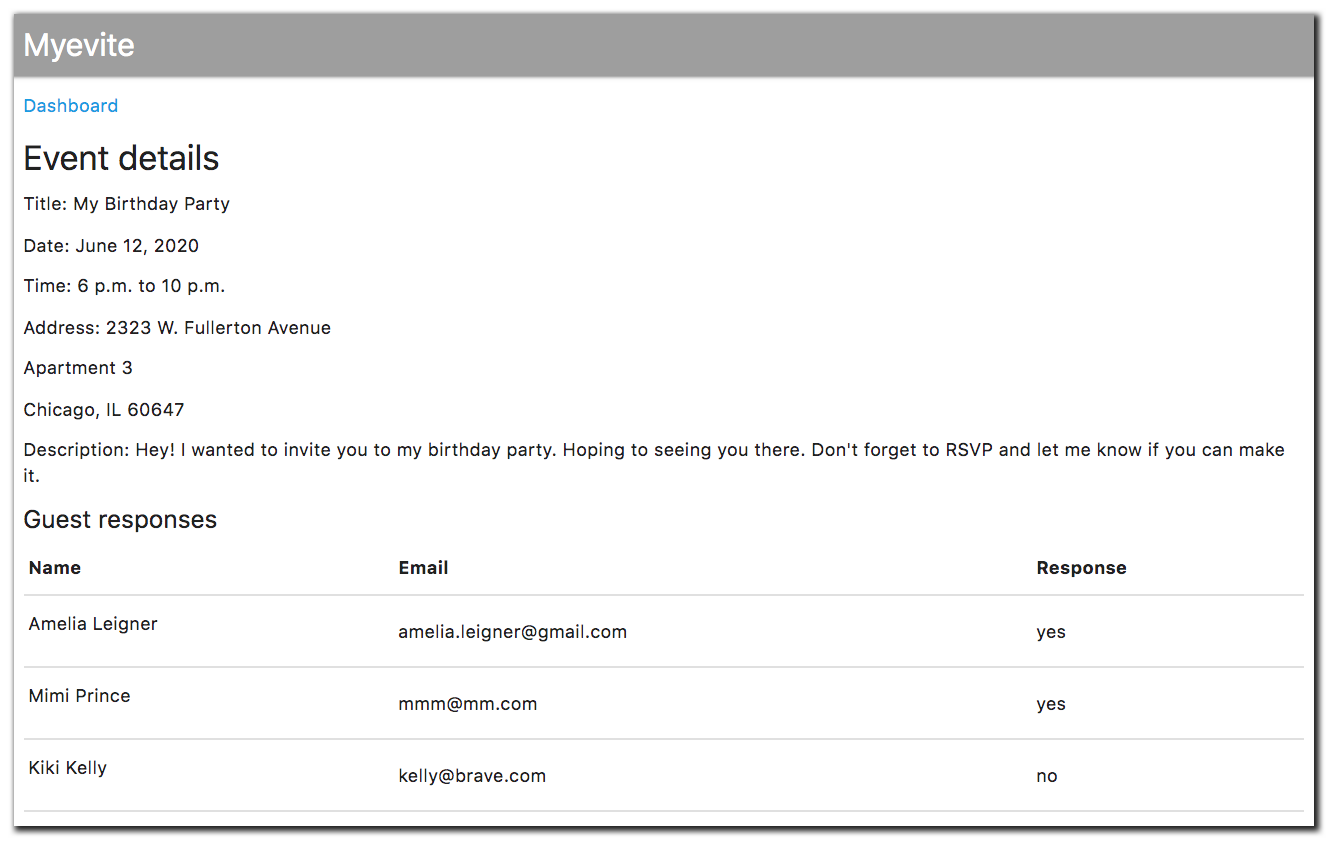 Myevite
Dashboard
Event details
Title: My Birthday Party
Date: June 12, 2020
Time: 6 p.m. to 10 p.m.
Address: 2323 W. Fullerton Avenue
Apartment 3
Chicago, IL 60647
Description: Hey! I wanted to invite you to my birthday party. Hoping to seeing you there. Don't forget to RSVP and let me know if you can make
it.
Guest responses
Name Email Response
Amelia Leigner amelia.leigner@gmail.com yes
Mimi Prince mmm@mm.com yes
Kiki Kelly kelly@brave.com no